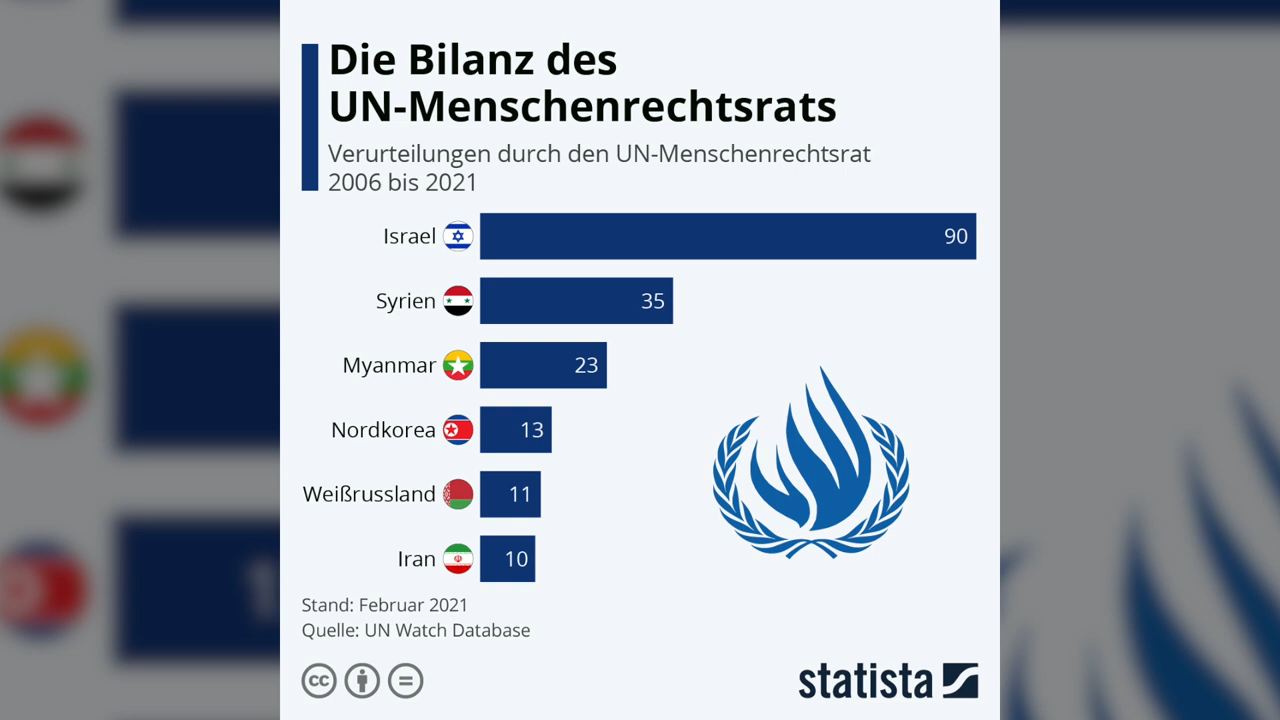 Die Bilanz des
UN-Menschenrechtsrats
Verurteilungen durch den UN-Menschenrechtsrat
2006 bis 2021
Israel 90
Syrien 35
Myanmar 23
Nordkorea 13
Weißrussland 11
Iran 10
Stand: Februar 2021
Quelle: UN Watch Database
cc
statista